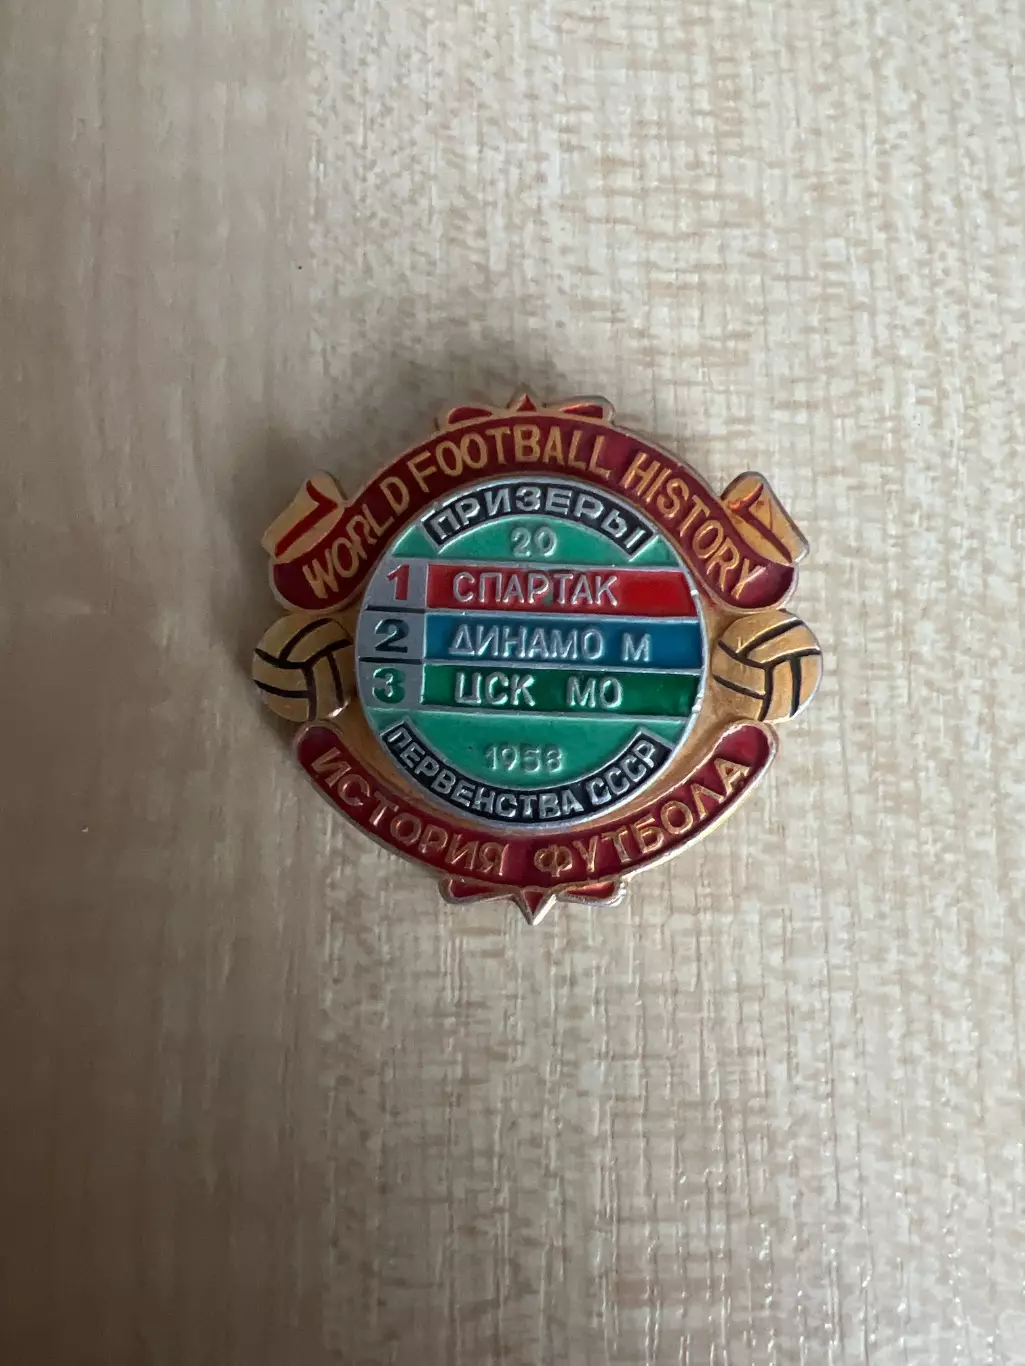 WORLD FOOTBALL HISTORY
ПРИЗЕРЫ
20
1 СПАРТАК
2 ДИНАМО М
3 ЦСК МО
1958
ПЕРВЕНСТВА СССР
ИСТОРИЯ ФУТБОЛА